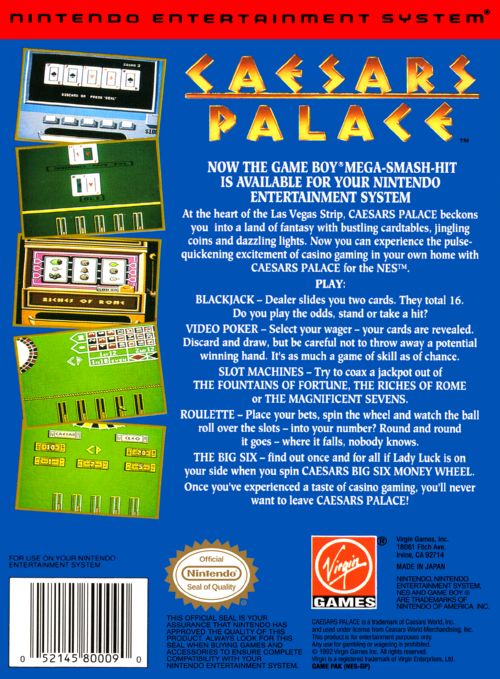 NINTENDO ENTERTAINMENT SYSTEM®
CAESARS
PALACE™
NOW THE GAME BOY® MEGA-SMASH-HIT
IS AVAILABLE FOR YOUR NINTENDO
ENTERTAINMENT SYSTEM
At the heart of the Las Vegas Strip, CAESARS PALACE beckons
you into a land of fantasy with bustling cardtables, jingling
coins and dazzling lights. Now you can experience the pulse-
quickening excitement of casino gaming in your own home with
CAESARS PALACE for the NES™.
PLAY:
BLACKJACK – Dealer slides you two cards. They total 16.
Do you play the odds, stand or take a hit?
VIDEO POKER – Select your wager – your cards are revealed.
Discard and draw, but be careful not to throw away a potential
winning hand. It's as much a game of skill as of chance.
SLOT MACHINES – Try to coax a jackpot out of
THE FOUNTAINS OF FORTUNE, THE RICHES OF ROME
or THE MAGNIFICENT SEVENS.
ROULETTE – Place your bets, spin the wheel and watch the ball
roll over the slots – into your number? Round and round
it goes – where it falls, nobody knows.
THE BIG SIX – find out once and for all if Lady Luck is on
your side when you spin CAESARS BIG SIX MONEY WHEEL.
Once you've experienced a taste of casino gaming, you'll never
want to leave CAESARS PALACE!
DISCARD OR PRESS 'DEAL'
RICHES OF ROME
CAESARS
FOR USE ON YOUR NINTENDO
ENTERTAINMENT SYSTEM
0 52145 80009 0
Official
Nintendo®
Seal of Quality
THIS OFFICIAL SEAL IS YOUR
ASSURANCE THAT NINTENDO HAS
APPROVED THE QUALITY OF THIS
PRODUCT. ALWAYS LOOK FOR THIS
SEAL WHEN BUYING GAMES AND
ACCESSORIES TO ENSURE COMPLETE
COMPATIBILITY WITH YOUR
NINTENDO ENTERTAINMENT SYSTEM.
Virgin®
GAMES
Virgin Games, Inc.
18061 Fitch Ave.
Irvine, CA 92714
MADE IN JAPAN
NINTENDO, NINTENDO
ENTERTAINMENT SYSTEM,
NES AND GAME BOY ®
ARE TRADEMARKS OF
NINTENDO OF AMERICA INC.
CAESARS PALACE is a trademark of Caesars World, Inc.
and used under license from Caesars World Merchandising, Inc.
This product is for entertainment purposes only.
Any use for gambling or wagering is prohibited.
© 1992 Virgin Games, Inc. All rights reserved.
Virgin is a registered trademark of Virgin Enterprises, Ltd.
GAME PAK (NES-GP)